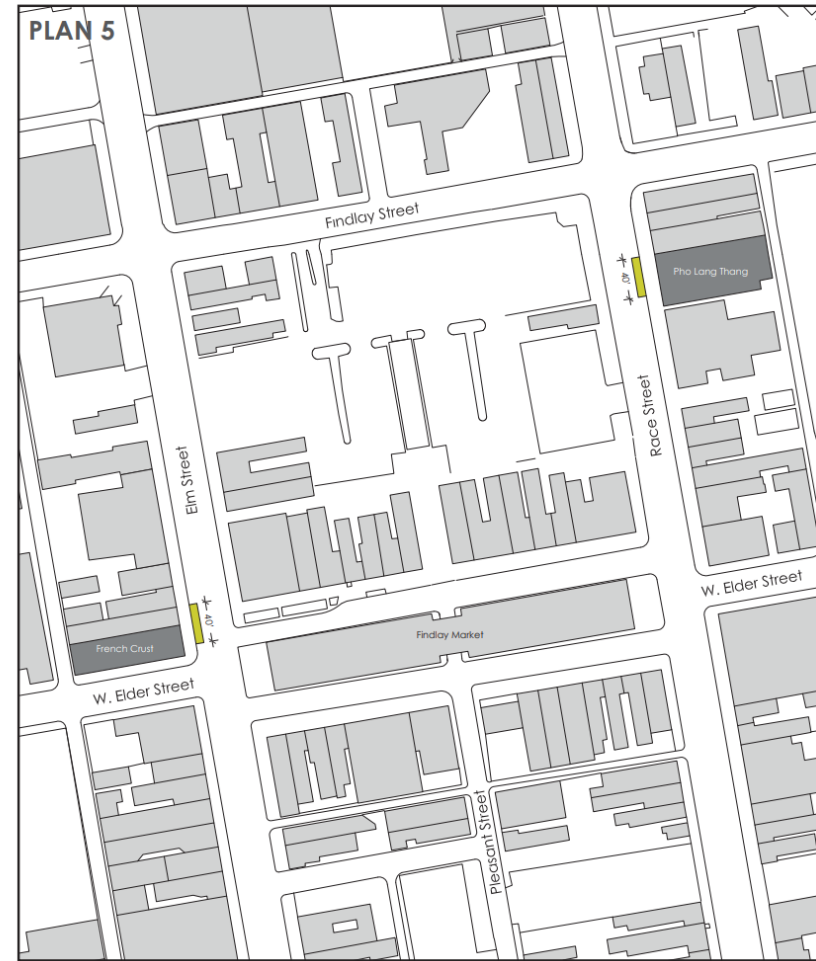 PLAN 5
Findlay Street
Pho Lang Thang
40'
Race Street
Elm Street
W. Elder Street
40'
Findlay Market
French Crust
W. Elder Street
Pleasant Street